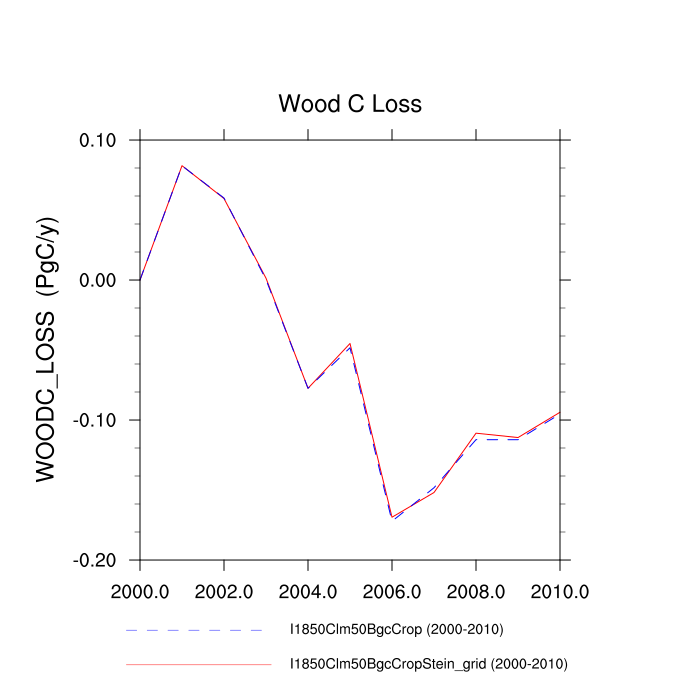 Wood C Loss
WOODC_LOSS (PgC/y)
0.10
0.00
-0.10
-0.20
2000.0 2002.0 2004.0 2006.0 2008.0 2010.0
I1850Clm50BgcCrop (2000-2010)
I1850Clm50BgcCropStein_grid (2000-2010)